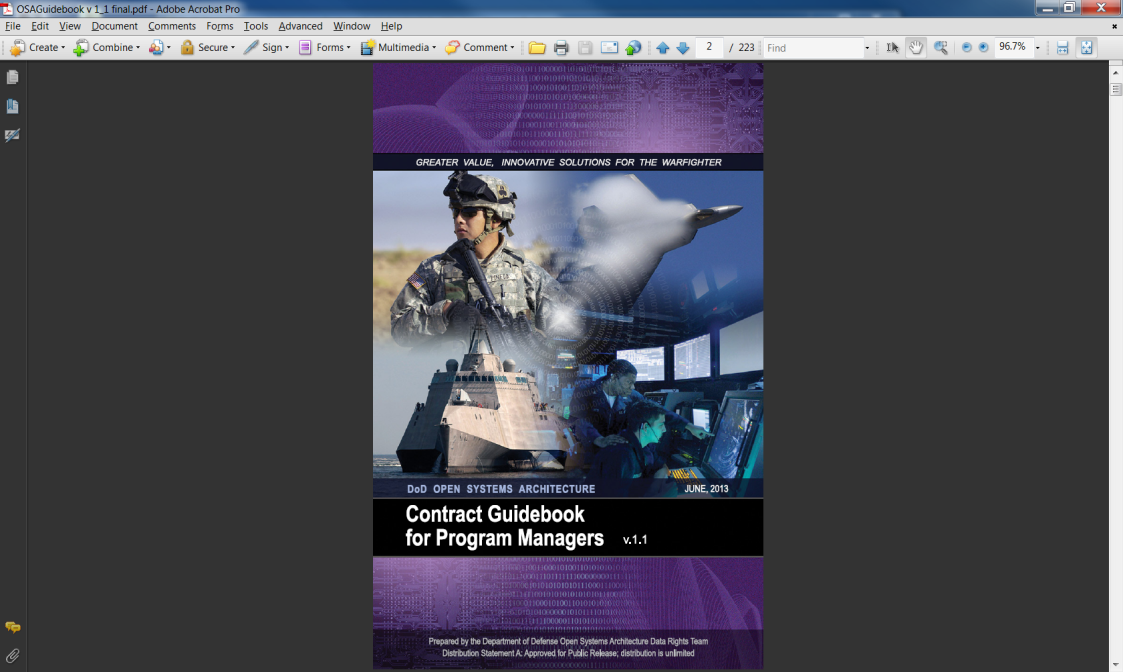 OSAGuidebook v 1_1 final.pdf - Adobe Acrobat Pro
File Edit View Document Comments Forms Tools Advanced Window Help
Create Combine Secure Sign Forms Multimedia Comment 2 / 223 Find 96.7%
GREATER VALUE, INNOVATIVE SOLUTIONS FOR THE WARFIGHTER
DoD OPEN SYSTEMS ARCHITECTURE JUNE, 2013
Contract Guidebook
for Program Managers v.1.1
Prepared by the Department of Defense Open Systems Architecture Data Rights Team
Distribution Statement A: Approved for Public Release; distribution is unlimited